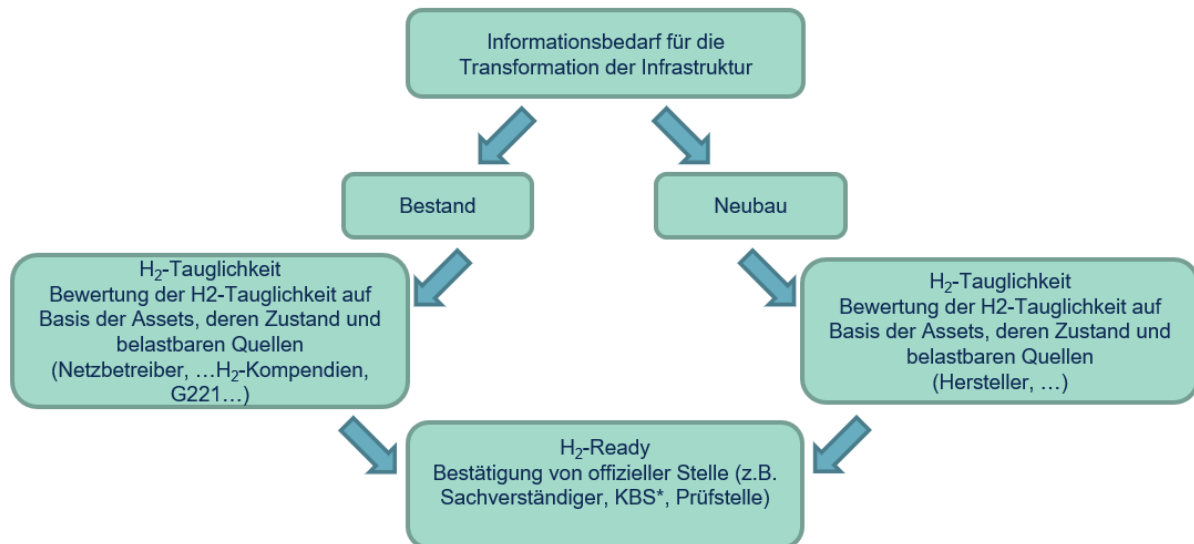 Informationsbedarf für die
Transformation der Infrastruktur
Bestand
Neubau
H₂-Tauglichkeit
Bewertung der H2-Tauglichkeit auf
Basis der Assets, deren Zustand und
belastbaren Quellen
(Netzbetreiber, …H₂-Kompendien,
G221…)
H₂-Tauglichkeit
Bewertung der H2-Tauglichkeit auf
Basis der Assets, deren Zustand und
belastbaren Quellen
(Hersteller, …)
H₂-Ready
Bestätigung von offizieller Stelle (z.B.
Sachverständiger, KBS*, Prüfstelle)